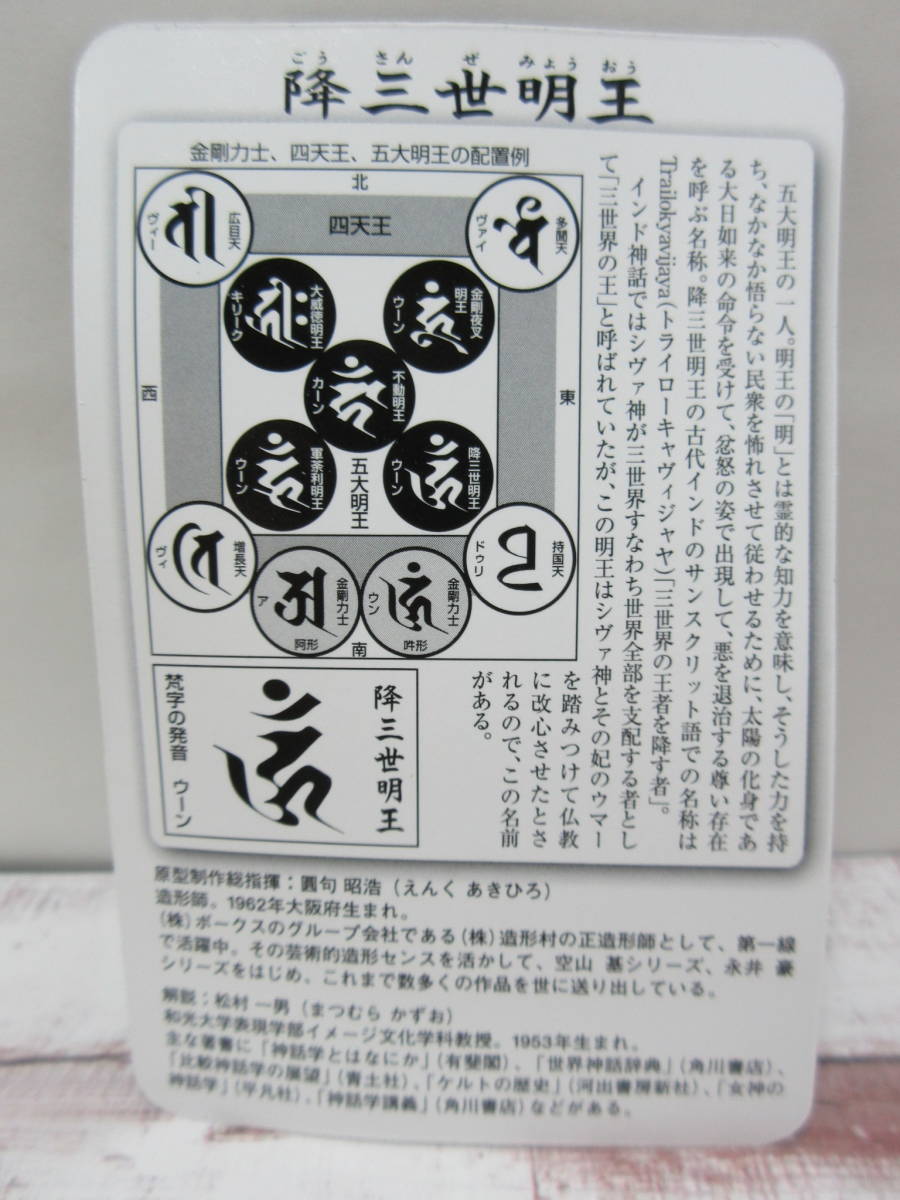 ごう さん ぜ みょう おう
降三世明王
五大明王の一人。明王の「明」とは霊的な知力を意味し、そうした力を持
ち、なかなか悟らない民衆を怖れさせて従わせるために、太陽の化身であ
る大日如来の命令を受けて、忿怒の姿で出現して、悪を退治する尊い存在
を呼ぶ名称。降三世明王の古代インドのサンスクリット語での名称は
Trailokyavijaya(トライローキャヴィジャヤ)「三世界の王者を降す者」。
インド神話ではシヴァ神が三世界すなわち世界全部を支配する者とし
て「三世界の王」と呼ばれていたが、この明王はシヴァ神とその妃のウマー
を踏みつけて仏教
に改心させたとさ
れるので、この名前
がある。
金剛力士、四天王、五大明王の配置例
北
四天王
広目天
ヴィー
多聞天
ヴァイ
大威徳明王
キリーク
金剛夜叉
明王
ウーン
西
東
不動明王
カーン
軍荼利明王
ウーン
五大明王
降三世明王
ウーン
増長天
ヴィ
金剛力士
ア
阿形
南
金剛力士
ウン
吽形
持国天
ドゥリ
降三世明王
梵字の発音 ウーン
原型制作総指揮：圓句 昭浩（えんく あきひろ）
造形師。1962年大阪府生まれ。
(株)ボークスのグループ会社である(株)造形村の正造形師として、第一線
で活躍中。その芸術的造形センスを活かして、空山 基シリーズ、永井 豪
シリーズをはじめ、これまで数多くの作品を世に送り出している。
解説：松村 一男（まつむら かずお）
和光大学表現学部イメージ文化学科教授。1953年生まれ。
主な著書に「神話学とはなにか」(有斐閣)、「世界神話辞典」(角川書店)、
「比較神話学の展望」(青土社)、「ケルトの歴史」(河出書房新社)、「女神の
神話学」(平凡社)、「神話学講義」(角川書店)などがある。